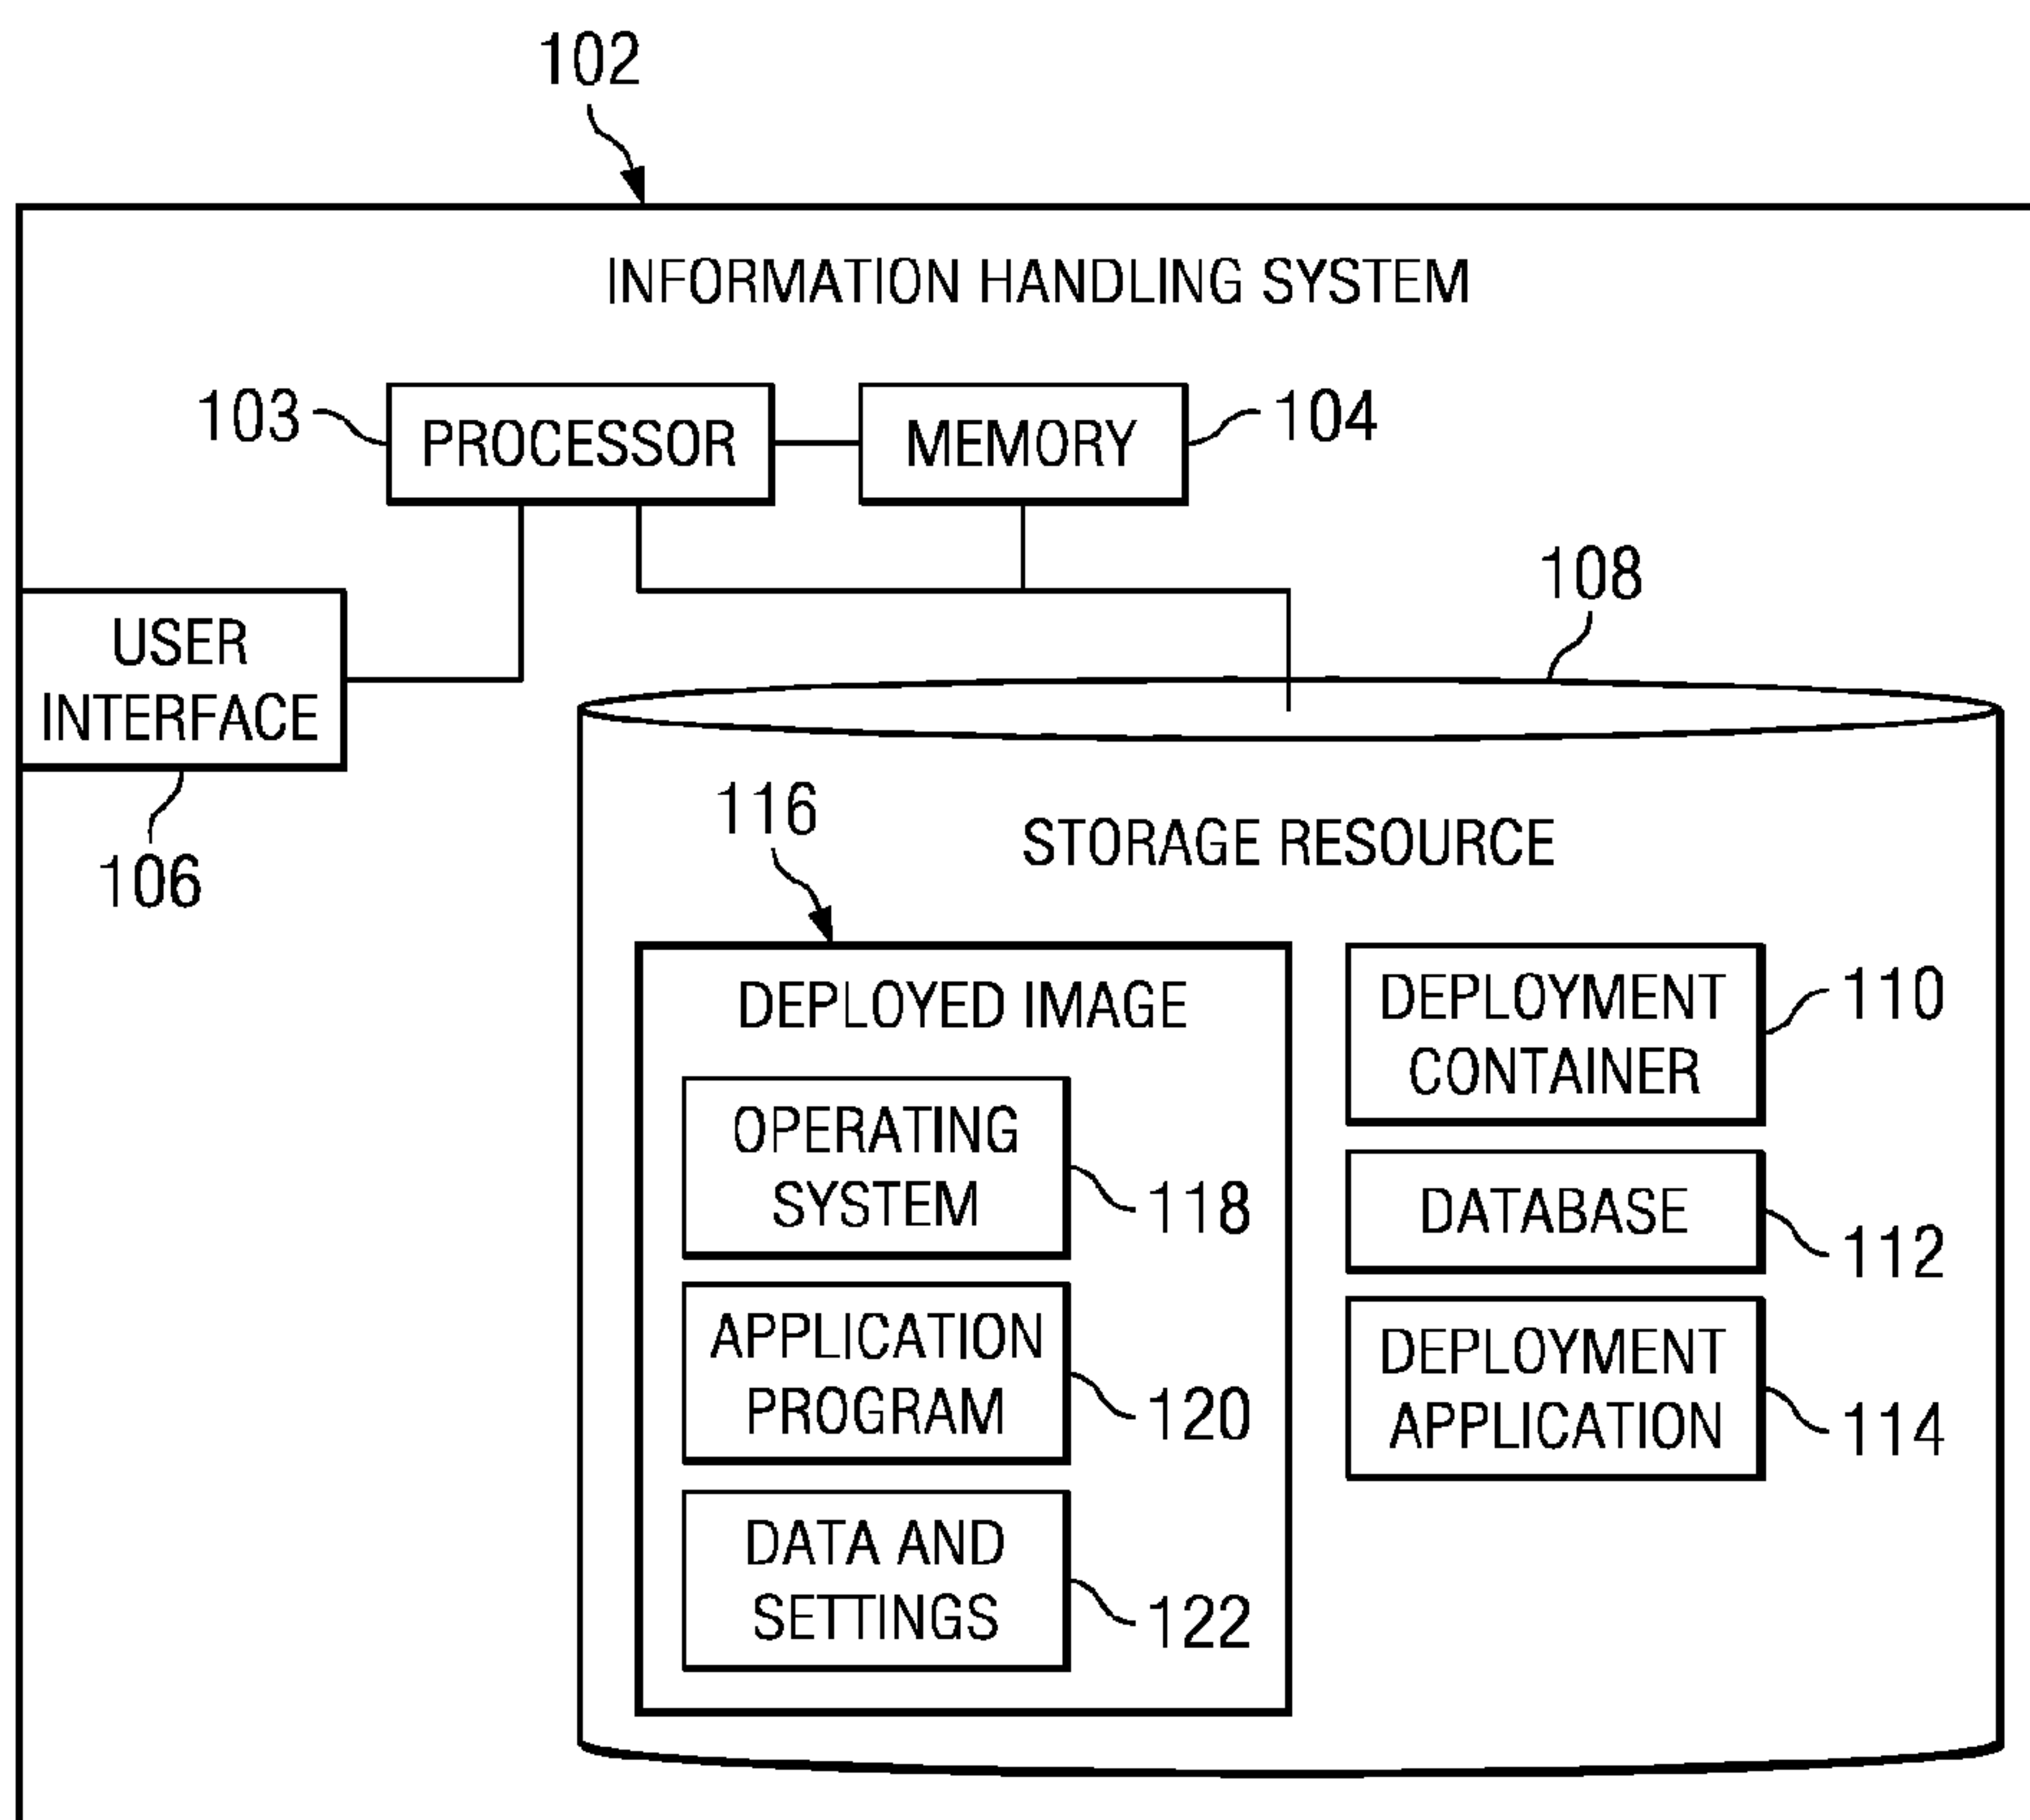 102
INFORMATION HANDLING SYSTEM
103
PROCESSOR
MEMORY
104
USER
INTERFACE
106
108
STORAGE RESOURCE
116
DEPLOYED IMAGE
OPERATING
SYSTEM
118
APPLICATION
PROGRAM
120
DATA AND
SETTINGS
122
DEPLOYMENT
CONTAINER
110
DATABASE
112
DEPLOYMENT
APPLICATION
114